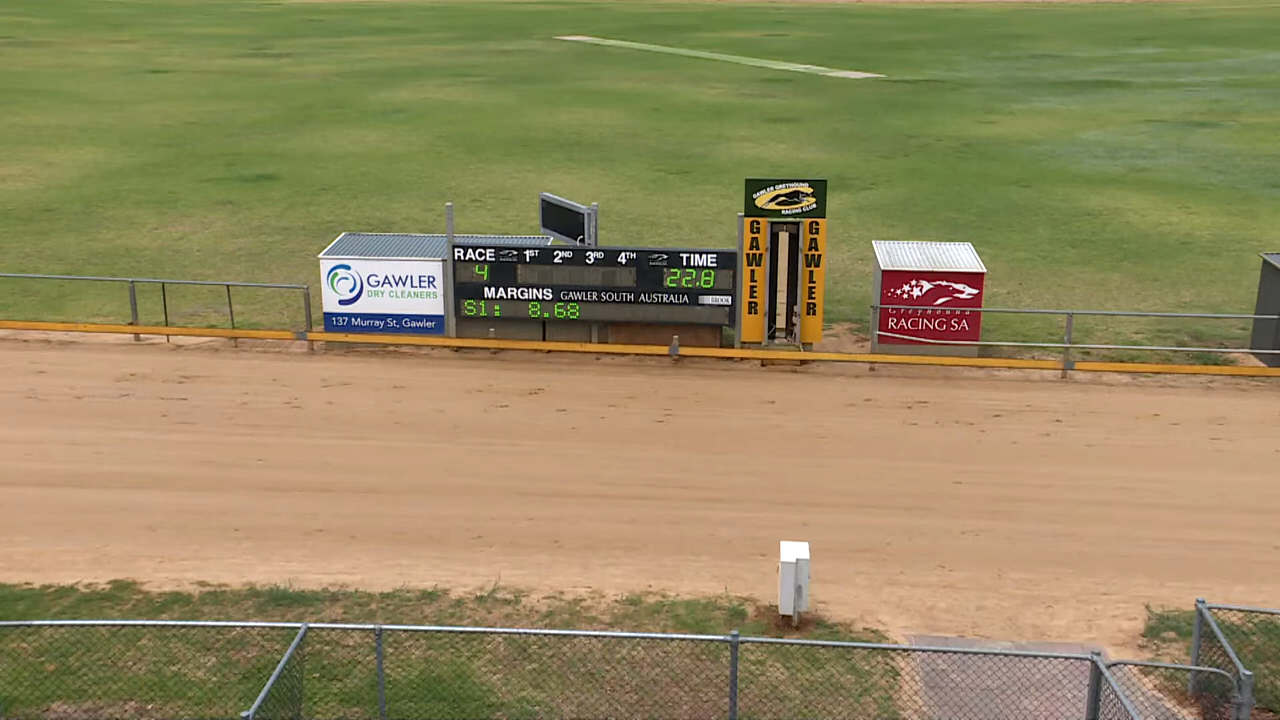 GAWLER GREYHOUND
RACING CLUB
GAWLER
GAWLER
RACE 1ST 2ND 3RD 4TH TIME
4 22.8
MARGINS GAWLER SOUTH AUSTRALIA BROOK
S1: 8.68
GAWLER
DRY CLEANERS
137 Murray St, Gawler
Greyhound
RACING SA